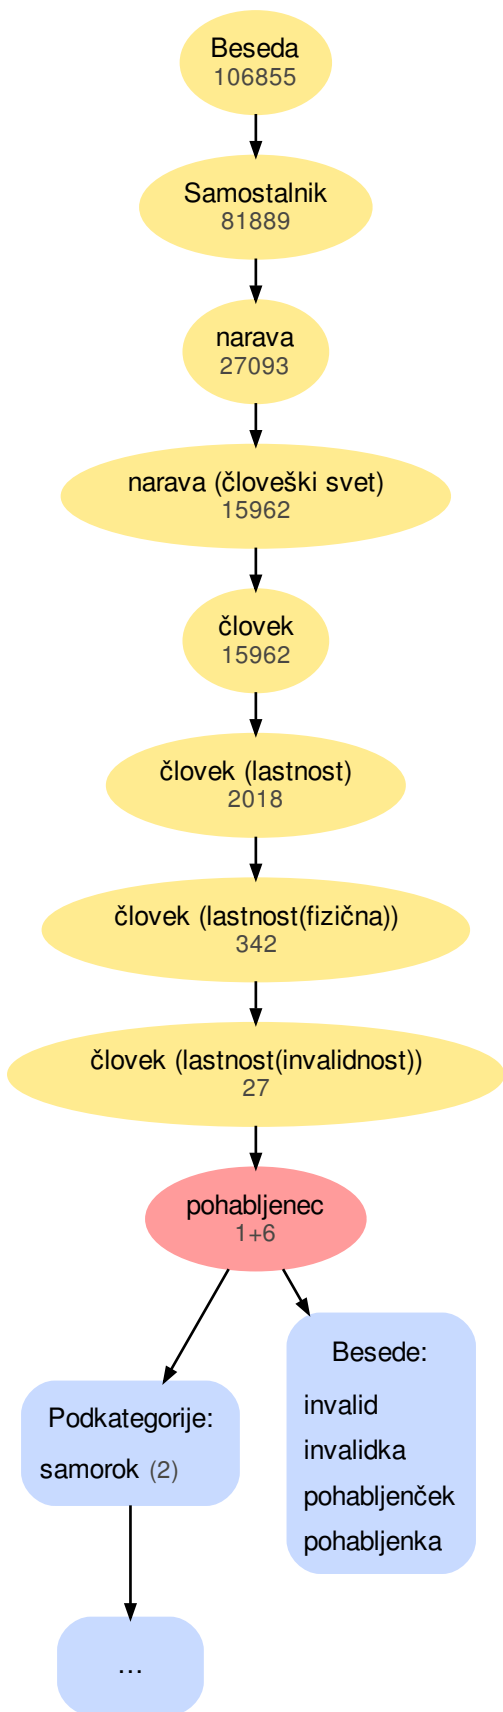 Beseda
106855
Samostalnik
81889
narava
27093
narava (človeški svet)
15962
človek
15962
človek (lastnost)
2018
človek (lastnost(fizična))
342
človek (lastnost(invalidnost))
27
pohabljenec
1+6
Podkategorije:
samorok (2)
...
Besede:
invalid
invalidka
pohabljenček
pohabljenka